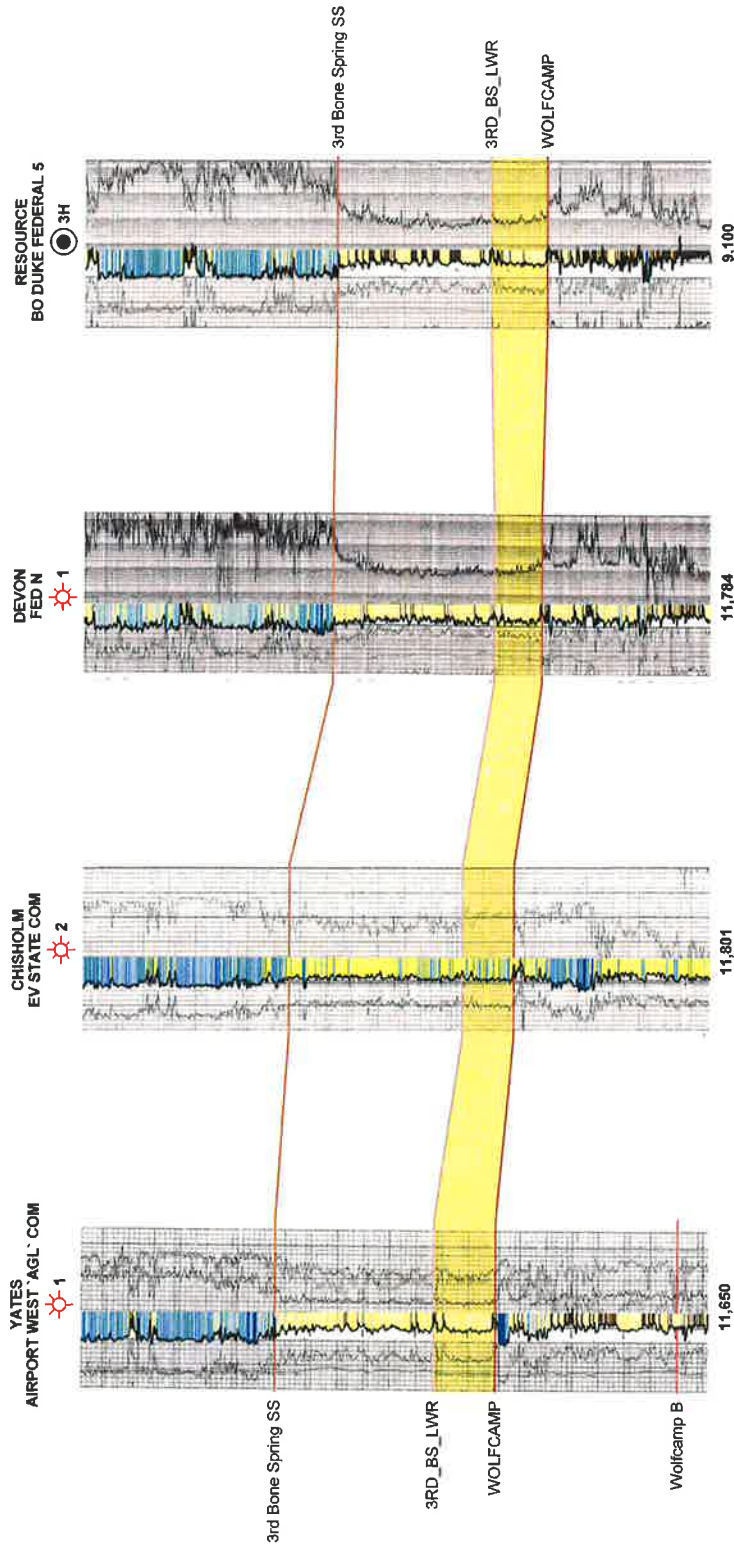 YATES
AIRPORT WEST `AGL` COM
1
CHISHOLM
EV STATE COM
2
DEVON
FED N
1
RESOURCE
BO DUKE FEDERAL 5
3H
3rd Bone Spring SS
3RD_BS_LWR
WOLFCAMP
Wolfcamp B
3rd Bone Spring SS
3RD_BS_LWR
WOLFCAMP
11,650
11,801
11,784
9,100